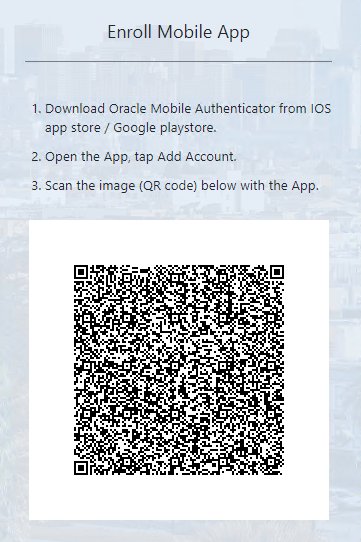 Enroll Mobile App
1. Download Oracle Mobile Authenticator from IOS
app store / Google playstore.
2. Open the App, tap Add Account.
3. Scan the image (QR code) below with the App.